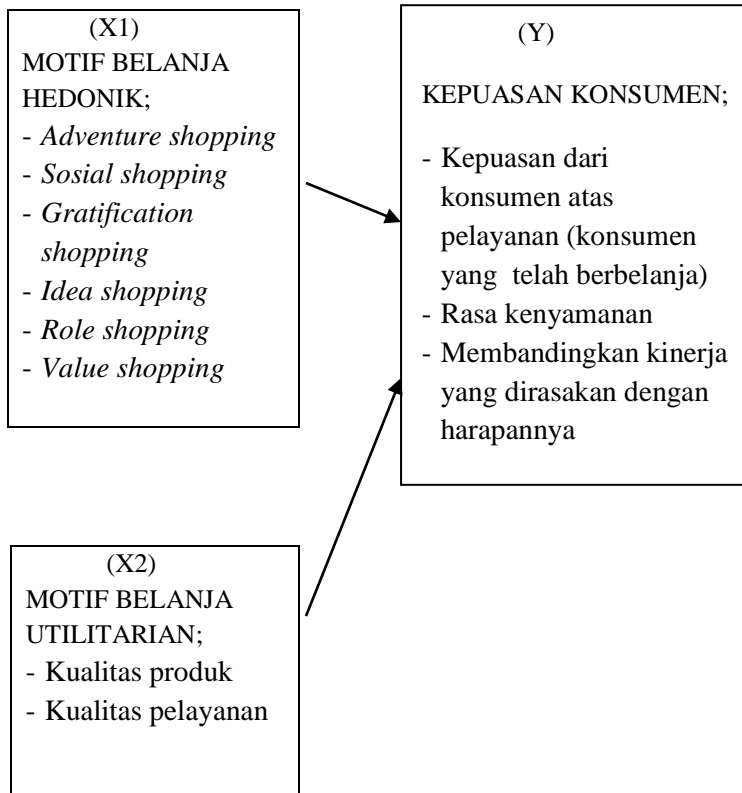 (X1)
MOTIF BELANJA
HEDONIK;
- Adventure shopping
- Sosial shopping
- Gratification
shopping
- Idea shopping
- Role shopping
- Value shopping
(Y)
KEPUASAN KONSUMEN;
- Kepuasan dari
konsumen atas
pelayanan (konsumen
yang telah berbelanja)
- Rasa kenyamanan
- Membandingkan kinerja
yang dirasakan dengan
harapannya
(X2)
MOTIF BELANJA
UTILITARIAN;
- Kualitas produk
- Kualitas pelayanan